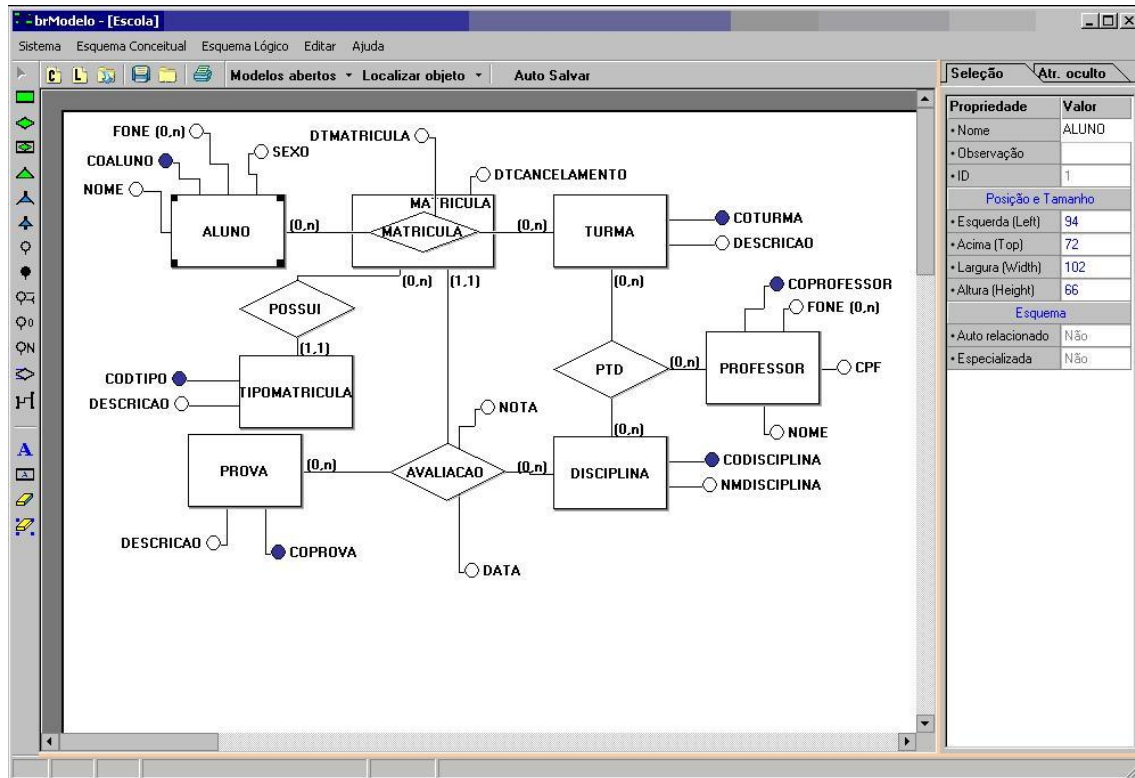 brModelo - [Escola]
Sistema Esquema Conceitual Esquema Lógico Editar Ajuda
C L Modelos abertos Localizar objeto Auto Salvar
Seleção Atr. oculto
Propriedade Valor
Nome ALUNO
Observação
ID 1
Posição e Tamanho
Esquerda (Left) 94
Acima (Top) 72
Largura (Width) 102
Altura (Height) 66
Esquema
Auto relacionado Não
Especializada Não
FONE (0,n)
DTMATRICULA
COALUNO
SEXO
NOME
DTCANCELAMENTO
MATRICULA
ALUNO
(0,n)
MATRICULA
(0,n)
TURMA
COTURMA
DESCRICAO
(0,n)
(1,1)
(0,n)
COPROFESSOR
FONE (0,n)
POSSUI
(1,1)
PTD
(0,n)
PROFESSOR
CPF
CODTIPO
DESCRICAO
TIPOMATRICULA
NOTA
(0,n)
NOME
PROVA
(0,n)
AVALIACAO
(0,n)
DISCIPLINA
CODISCIPLINA
NMDISCIPLINA
DESCRICAO
COPROVA
DATA
0
N
A
A